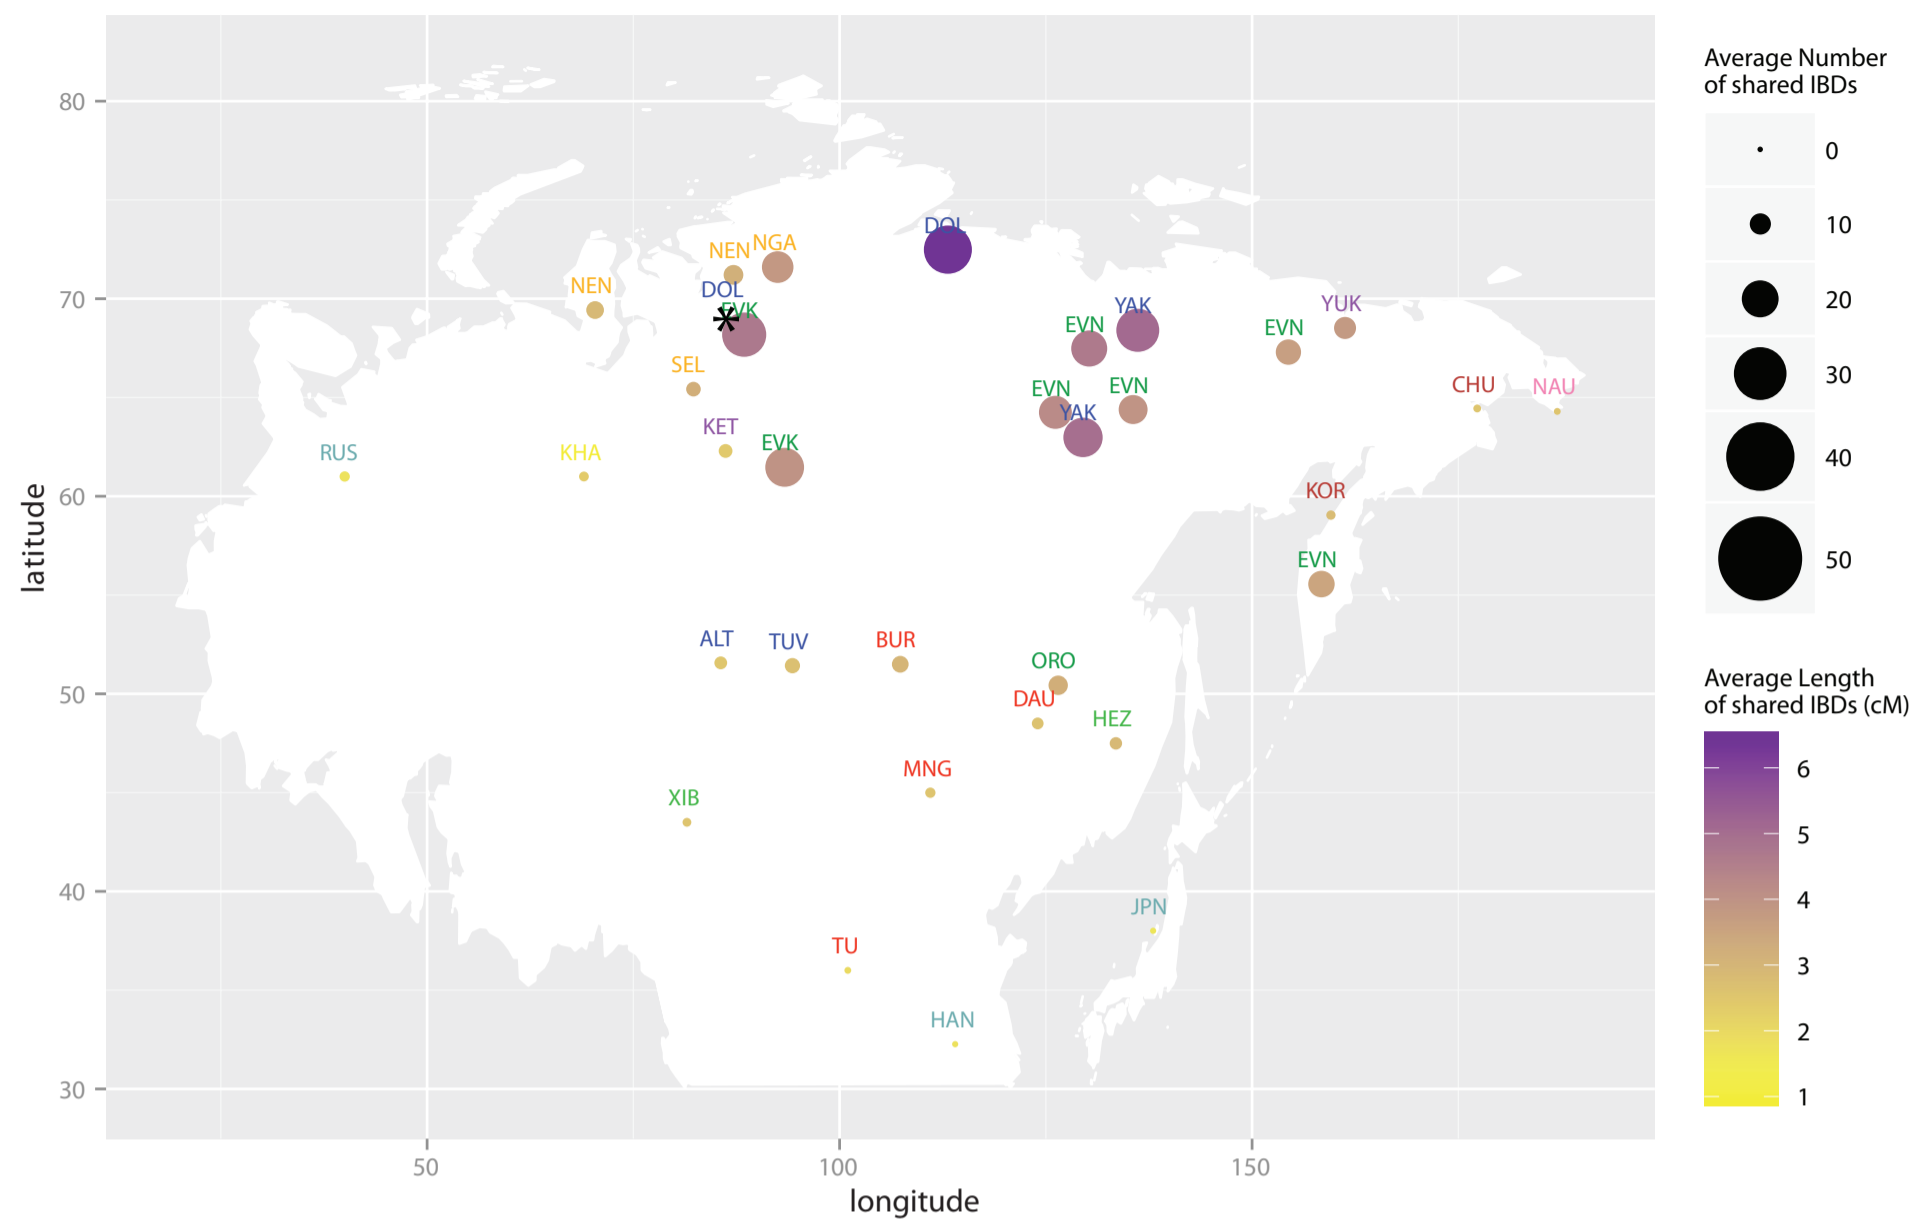 80
70
60
50
40
30
latitude
50
100
150
longitude
DOL
NEN
NGA
NEN
DOL
EVK
YAK
YUK
EVN
EVN
SEL
EVN
EVN
CHU
NAU
YAK
KET
EVK
RUS
KHA
KOR
EVN
ALT
TUV
BUR
ORO
DAU
HEZ
MNG
XIB
JPN
TU
HAN
Average Number
of shared IBDs
0
10
20
30
40
50
Average Length
of shared IBDs (cM)
6
5
4
3
2
1